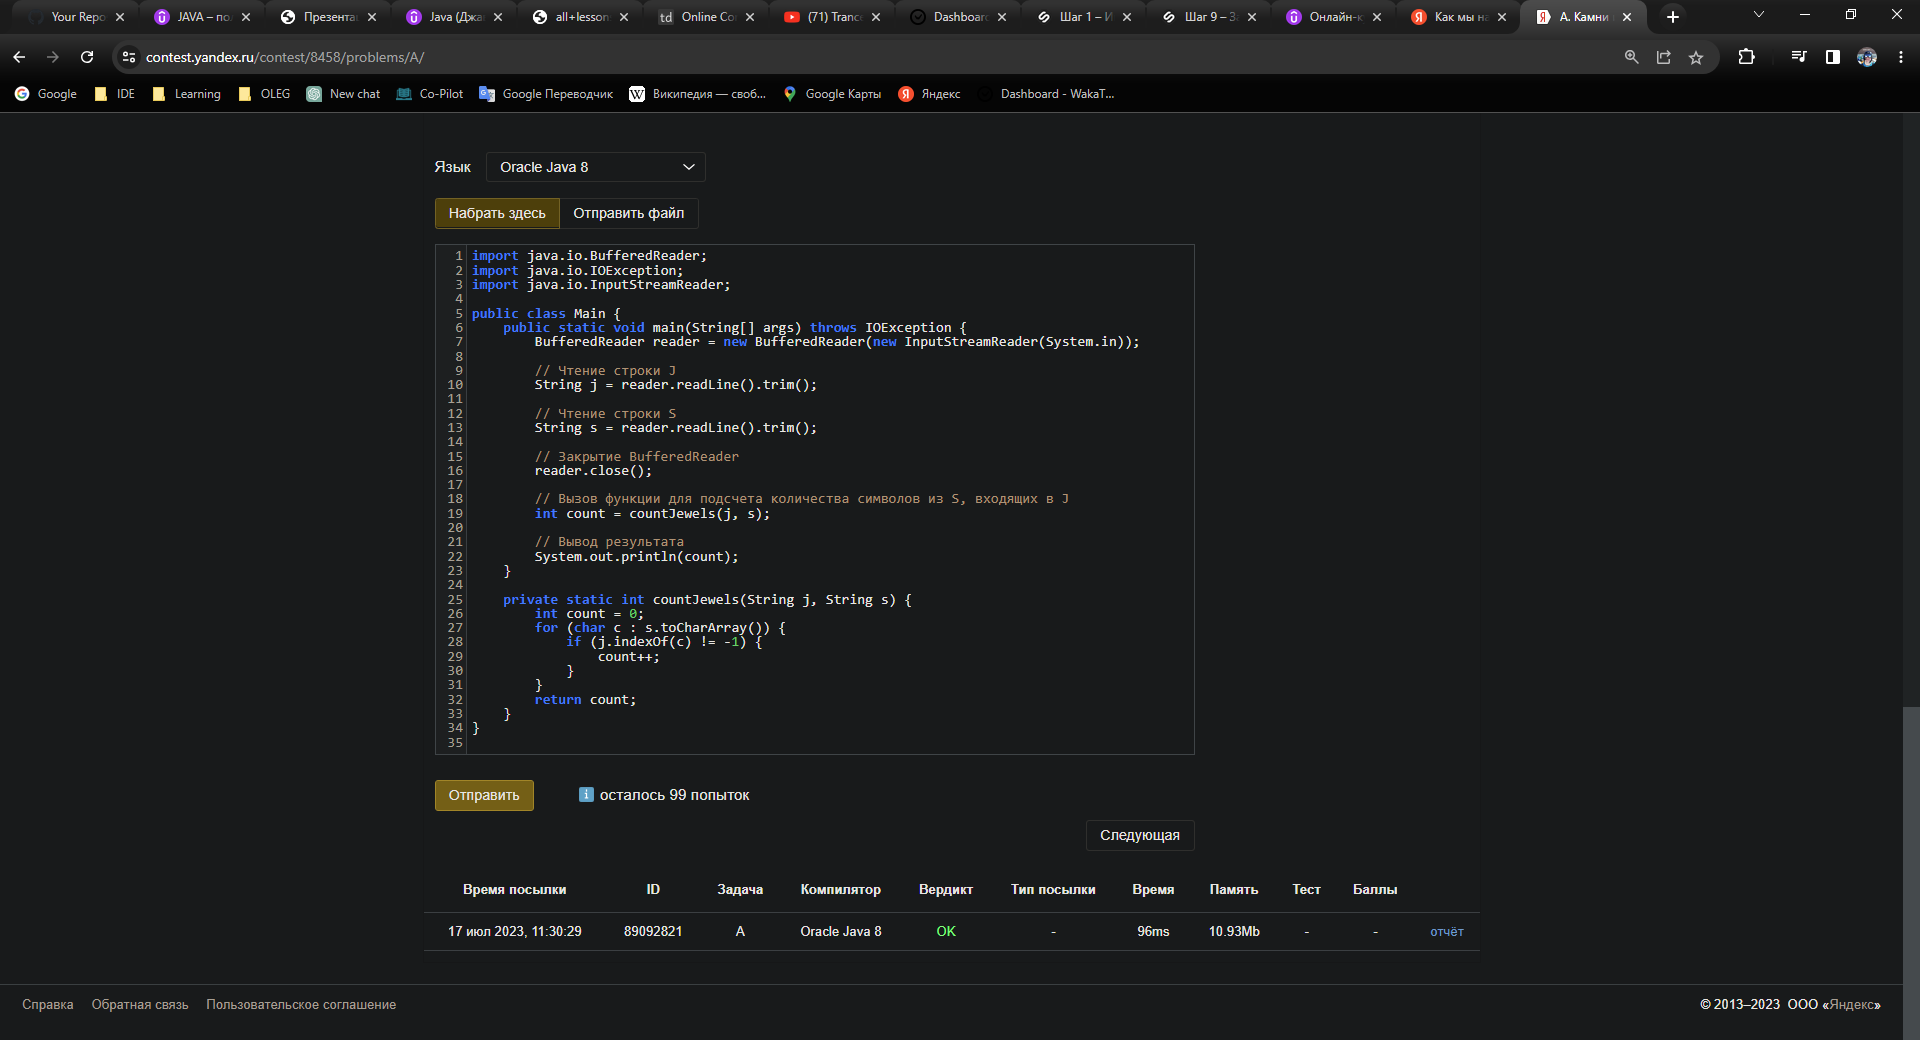 Your Repo
JAVA – по
Презента
Java (Джа
all+lesson
td Online Co
(71) Tranc
Dashboard
Шаг 1 – И
Шаг 9 – За
Онлайн-к
Как мы на
А. Камни
contest.yandex.ru/contest/8458/problems/A/
Google
IDE
Learning
OLEG
New chat
Co-Pilot
Google Переводчик
Википедия — своб...
Google Карты
Яндекс
Dashboard - WakaT...
Язык Oracle Java 8
Набрать здесь Отправить файл
1 import java.io.BufferedReader;
2 import java.io.IOException;
3 import java.io.InputStreamReader;
4
5 public class Main {
6     public static void main(String[] args) throws IOException {
7         BufferedReader reader = new BufferedReader(new InputStreamReader(System.in));
8
9         // Чтение строки J
10         String j = reader.readLine().trim();
11
12         // Чтение строки S
13         String s = reader.readLine().trim();
14
15         // Закрытие BufferedReader
16         reader.close();
17
18         // Вызов функции для подсчета количества символов из S, входящих в J
19         int count = countJewels(j, s);
20
21         // Вывод результата
22         System.out.println(count);
23     }
24
25     private static int countJewels(String j, String s) {
26         int count = 0;
27         for (char c : s.toCharArray()) {
28             if (j.indexOf(c) != -1) {
29                 count++;
30             }
31         }
32         return count;
33     }
34 }
35
Отправить i осталось 99 попыток
Следующая
Время посылки ID Задача Компилятор Вердикт Тип посылки Время Память Тест Баллы
17 июл 2023, 11:30:29 89092821 A Oracle Java 8 OK - 96ms 10.93Mb - - отчёт
Справка Обратная связь Пользовательское соглашение © 2013–2023 ООО «Яндекс»